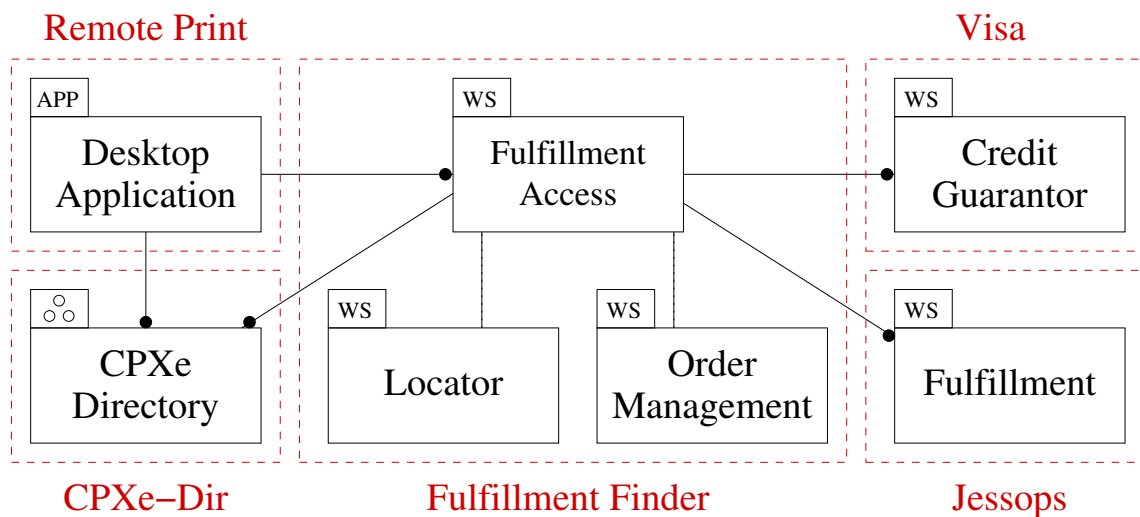 Remote Print
Visa
APP
WS
WS
Desktop
Application
Fulfillment
Access
Credit
Guarantor
WS
WS
WS
CPXe
Directory
Locator
Order
Management
Fulfillment
CPXe−Dir
Fulfillment Finder
Jessops